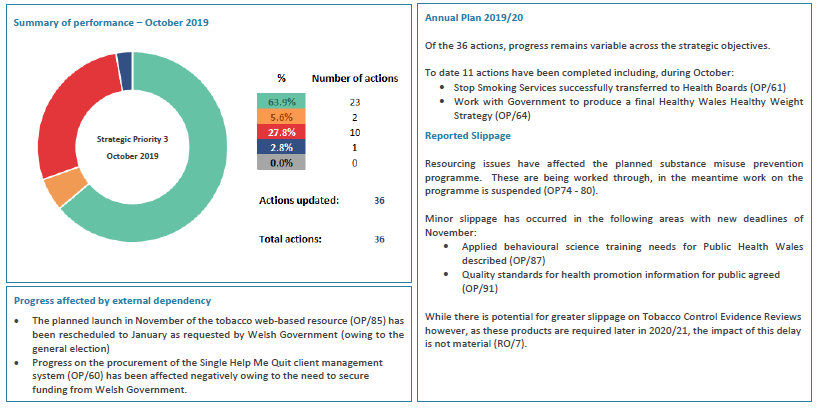 Summary of performance – October 2019
% Number of actions
63.9% 23
5.6% 2
27.8% 10
2.8% 1
0.0% 0
Strategic Priority 3
October 2019
Actions updated: 36
Total actions: 36
Progress affected by external dependency
• The planned launch in November of the tobacco web-based resource (OP/85) has
been rescheduled to January as requested by Welsh Government (owing to the
general election)
• Progress on the procurement of the Single Help Me Quit client management
system (OP/60) has been affected negatively owing to the need to secure
funding from Welsh Government.
Annual Plan 2019/20
Of the 36 actions, progress remains variable across the strategic objectives.
To date 11 actions have been completed including, during October:
• Stop Smoking Services successfully transferred to Health Boards (OP/61)
• Work with Government to produce a final Healthy Wales Healthy Weight
Strategy (OP/64)
Reported Slippage
Resourcing issues have affected the planned substance misuse prevention
programme. These are being worked through, in the meantime work on the
programme is suspended (OP74 - 80).
Minor slippage has occurred in the following areas with new deadlines of
November:
• Applied behavioural science training needs for Public Health Wales
described (OP/87)
• Quality standards for health promotion information for public agreed
(OP/91)
While there is potential for greater slippage on Tobacco Control Evidence Reviews
however, as these products are required later in 2020/21, the impact of this delay
is not material (RO/7).